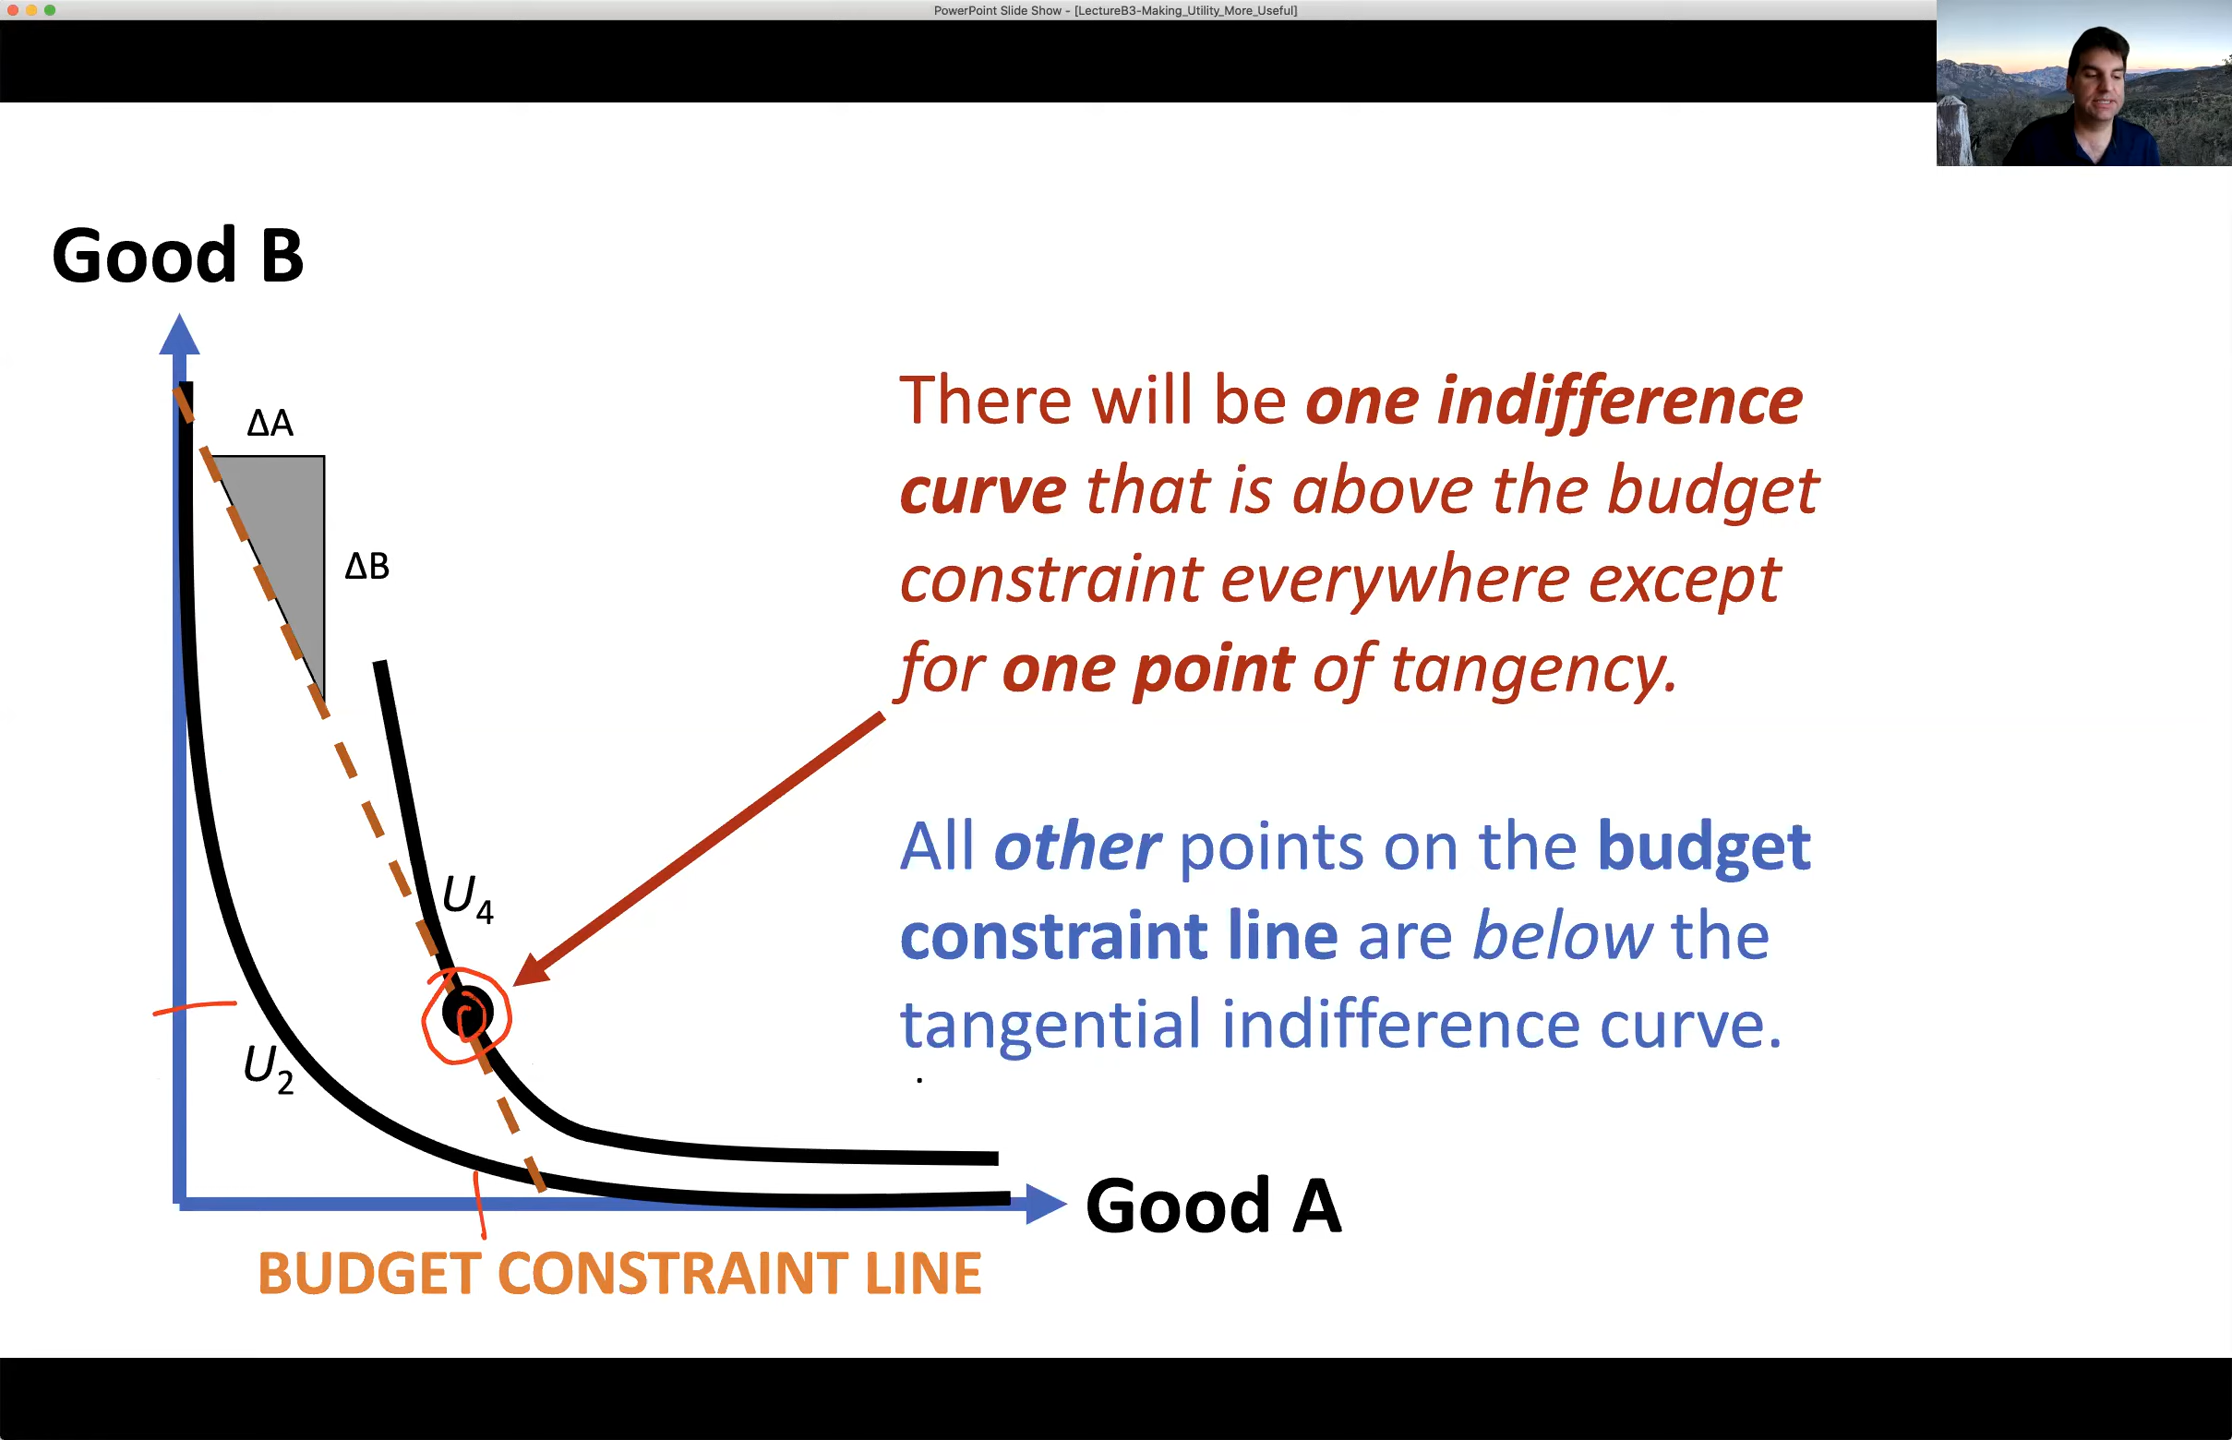 PowerPoint Slide Show - [LectureB3-Making_Utility_More_Useful]
Good B
ΔA
ΔB
U4
U2
There will be one indifference
curve that is above the budget
constraint everywhere except
for one point of tangency.
All other points on the budget
constraint line are below the
tangential indifference curve.
Good A
BUDGET CONSTRAINT LINE